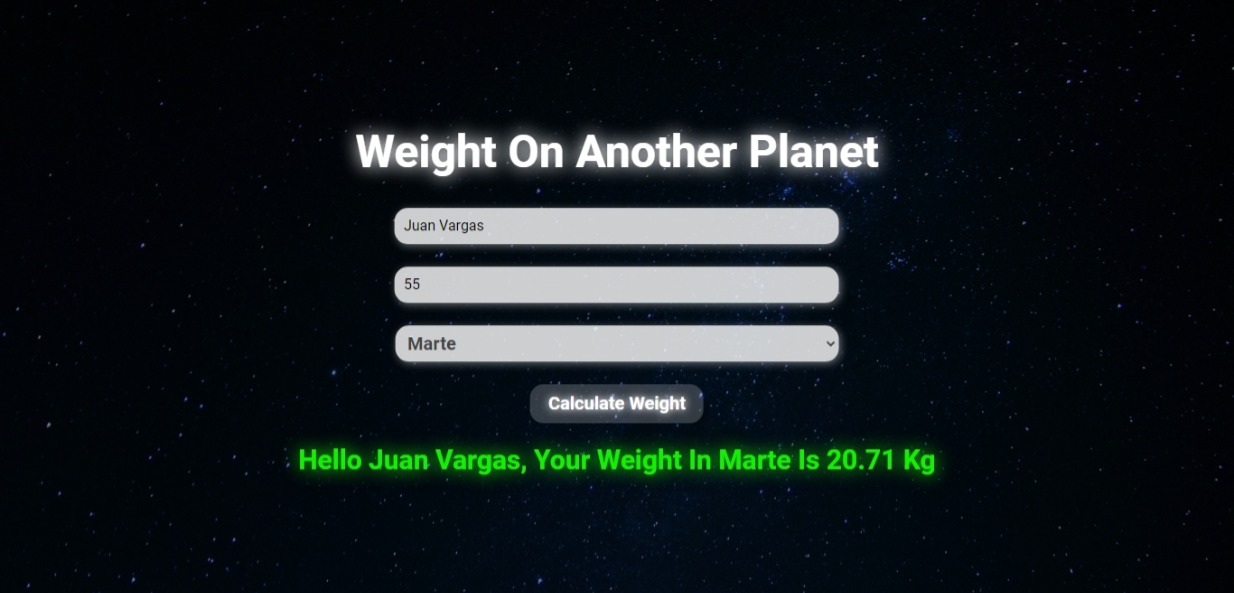 Weight On Another Planet
Juan Vargas
55
Marte
Calculate Weight
Hello Juan Vargas, Your Weight In Marte Is 20.71 Kg